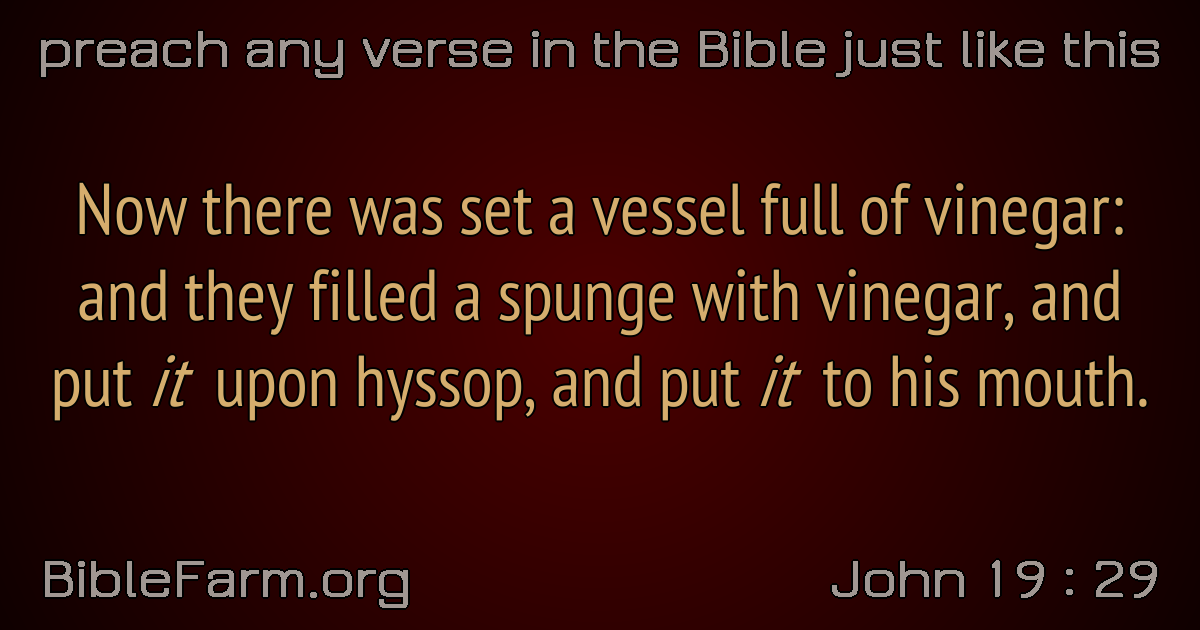 preach any verse in the Bible just like this
Now there was set a vessel full of vinegar:
and they filled a spunge with vinegar, and
put it upon hyssop, and put it to his mouth.
BibleFarm.org
John 19 : 29